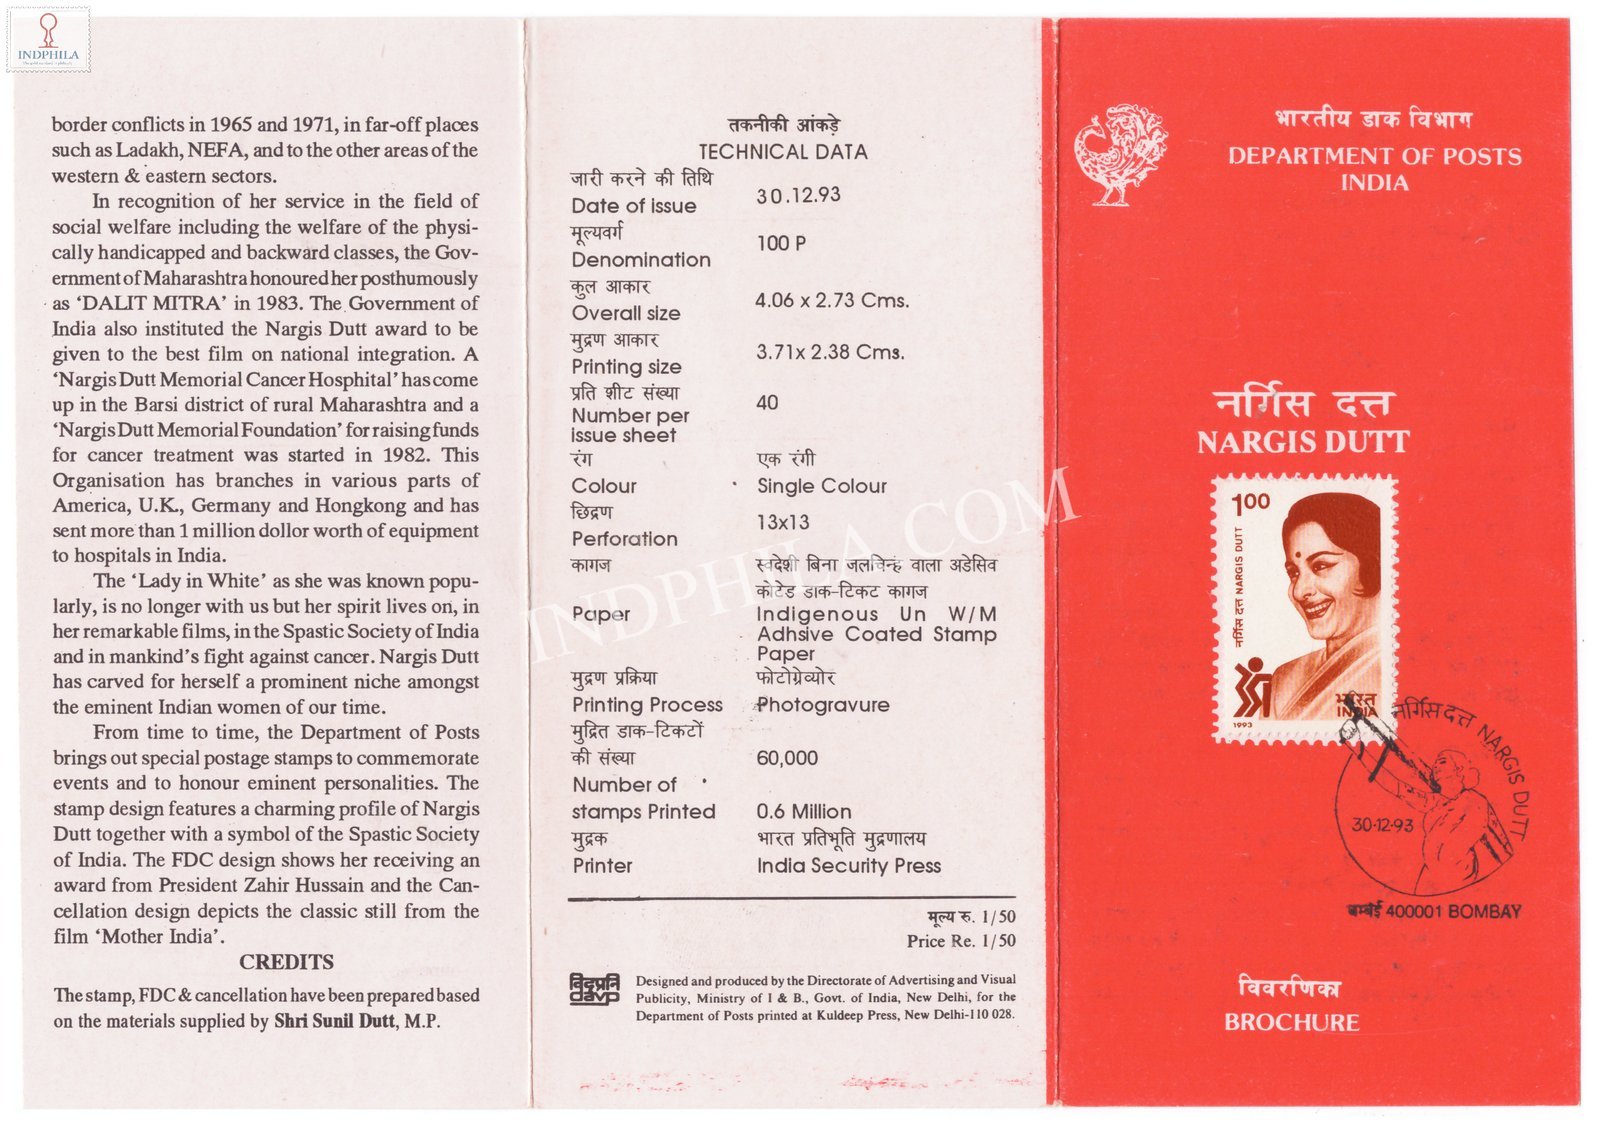 INDPHILA
border conflicts in 1965 and 1971, in far-off places
such as Ladakh, NEFA, and to the other areas of the
western & eastern sectors.
In recognition of her service in the field of
social welfare including the welfare of the physi-
cally handicapped and backward classes, the Gov-
ernment of Maharashtra honoured her posthumously
as ‘DALIT MITRA’ in 1983. The Government of
India also instituted the Nargis Dutt award to be
given to the best film on national integration. A
‘Nargis Dutt Memorial Cancer Hosphital’ has come
up in the Barsi district of rural Maharashtra and a
‘Nargis Dutt Memorial Foundation’ for raising funds
for cancer treatment was started in 1982. This
Organisation has branches in various parts of
America, U.K., Germany and Hongkong and has
sent more than 1 million dollor worth of equipment
to hospitals in India.
The ‘Lady in White’ as she was known popu-
larly, is no longer with us but her spirit lives on, in
her remarkable films, in the Spastic Society of India
and in mankind’s fight against cancer. Nargis Dutt
has carved for herself a prominent niche amongst
the eminent Indian women of our time.
From time to time, the Department of Posts
brings out special postage stamps to commemorate
events and to honour eminent personalities. The
stamp design features a charming profile of Nargis
Dutt together with a symbol of the Spastic Society
of India. The FDC design shows her receiving an
award from President Zahir Hussain and the Can-
cellation design depicts the classic still from the
film ‘Mother India’.
CREDITS
The stamp, FDC & cancellation have been prepared based
on the materials supplied by Shri Sunil Dutt, M.P.
तकनीकी आंकड़े
TECHNICAL DATA
जारी करने की तिथि
Date of issue 30.12.93
मूल्यवर्ग
Denomination 100 P
कुल आकार
Overall size 4.06 x 2.73 Cms.
मुद्रण आकार
Printing size 3.71x 2.38 Cms.
प्रति शीट संख्या
Number per issue sheet 40
रंग एक रंगी
Colour Single Colour
छिद्रण
Perforation 13x13
कागज स्वदेशी बिना जलचिन्ह वाला अडेसिव
कोटेड डाक-टिकट कागज
Paper Indigenous Un W/M
Adhsive Coated Stamp
Paper
मुद्रण प्रक्रिया फोटोग्रेव्योर
Printing Process Photogravure
मुद्रित डाक-टिकटों
की संख्या 60,000
Number of
stamps Printed 0.6 Million
मुद्रक भारत प्रतिभूति मुद्रणालय
Printer India Security Press
मूल्य रु. 1/50
Price Re. 1/50
विदृप्रनि
davp
Designed and produced by the Directorate of Advertising and Visual
Publicity, Ministry of I & B., Govt. of India, New Delhi, for the
Department of Posts printed at Kuldeep Press, New Delhi-110 028.
भारतीय डाक विभाग
DEPARTMENT OF POSTS
INDIA
नर्गिस दत्त
NARGIS DUTT
1.00
नर्गिस दत्त NARGIS DUTT
भारत
INDIA
1993
नर्गिस दत्त NARGIS DUTT
30.12.93
बम्बई 400001 BOMBAY
विवरणिका
BROCHURE
INDPHILA.COM